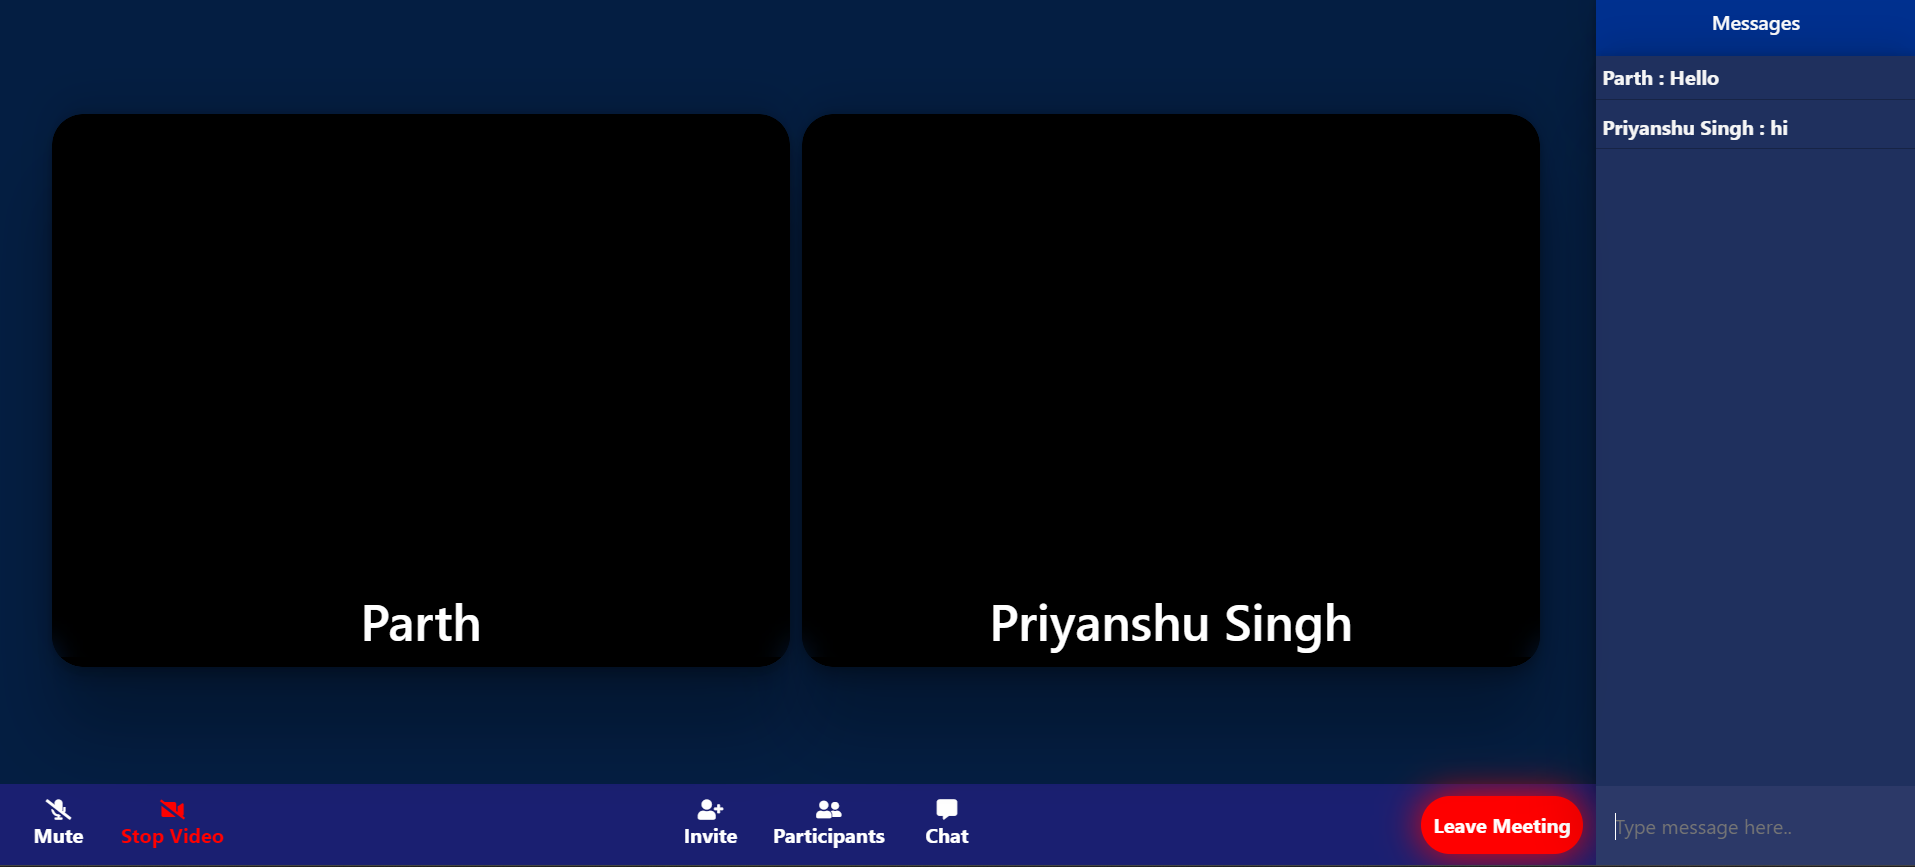 Messages
Parth : Hello
Priyanshu Singh : hi
Parth
Priyanshu Singh
Mute
Stop Video
Invite
Participants
Chat
Leave Meeting
Type message here..